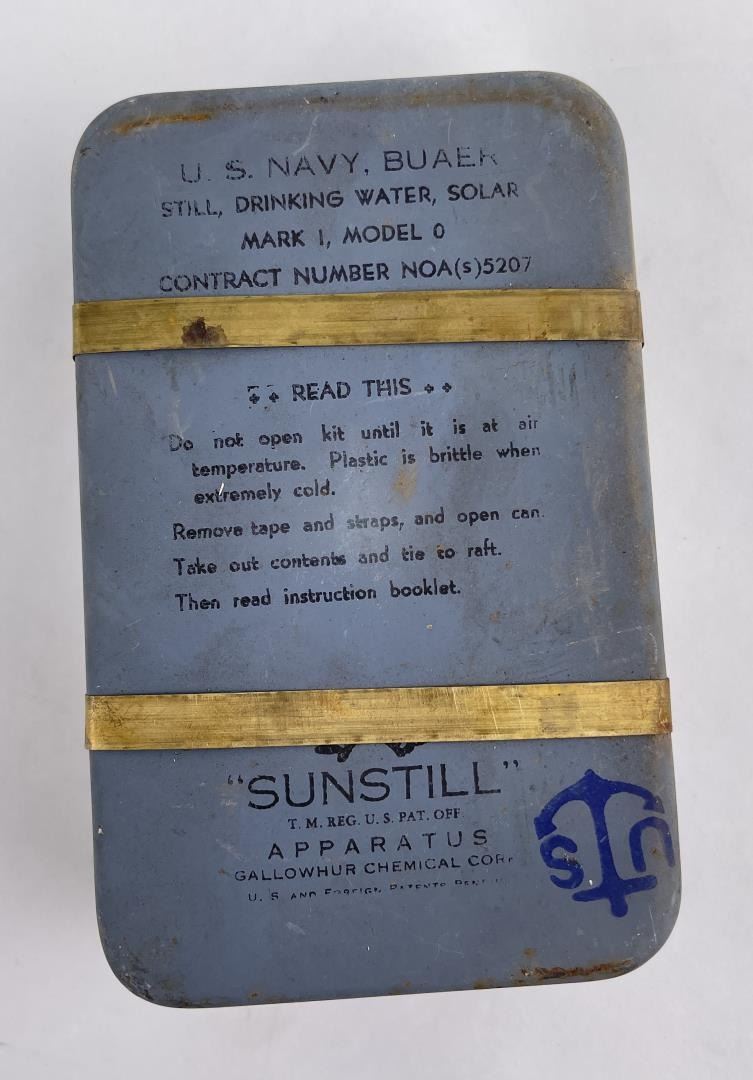 U. S. NAVY, BUAER
STILL, DRINKING WATER, SOLAR
MARK I, MODEL 0
CONTRACT NUMBER NOA(s)5207
READ THIS
Do not open kit until it is at air
temperature. Plastic is brittle when
extremely cold.
Remove tape and straps, and open can.
Take out contents and tie to raft.
Then read instruction booklet.
"SUNSTILL"
T. M. REG. U. S. PAT. OFF.
APPARATUS
GALLOWHUR CHEMICAL CORP
U. S. AND FOREIGN PATENTS
S U